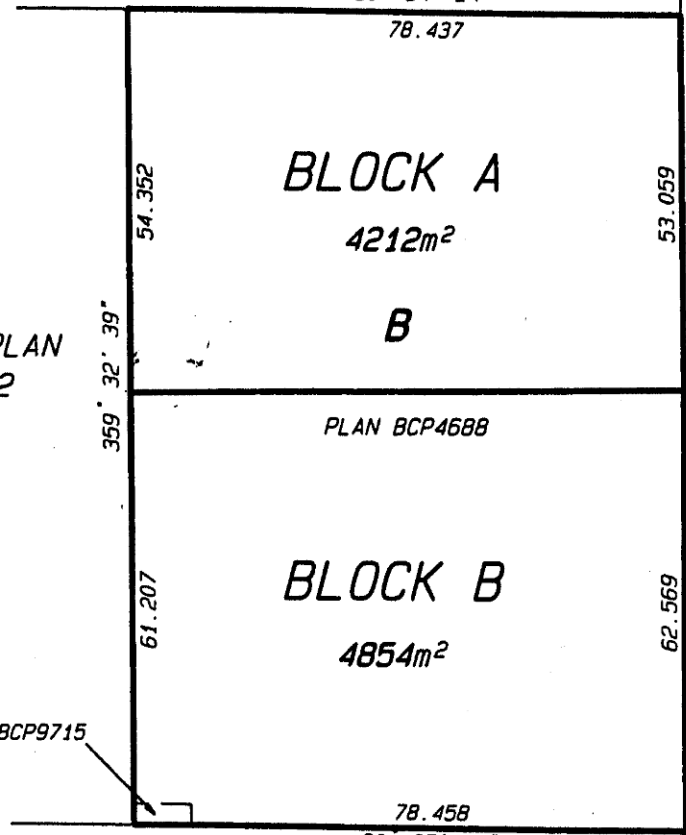 78.437
BLOCK A
4212m²
54.352
53.059
B
PLAN
2
359° 32' 39"
PLAN BCP4688
BLOCK B
4854m²
61.207
62.569
BCP9715
78.458